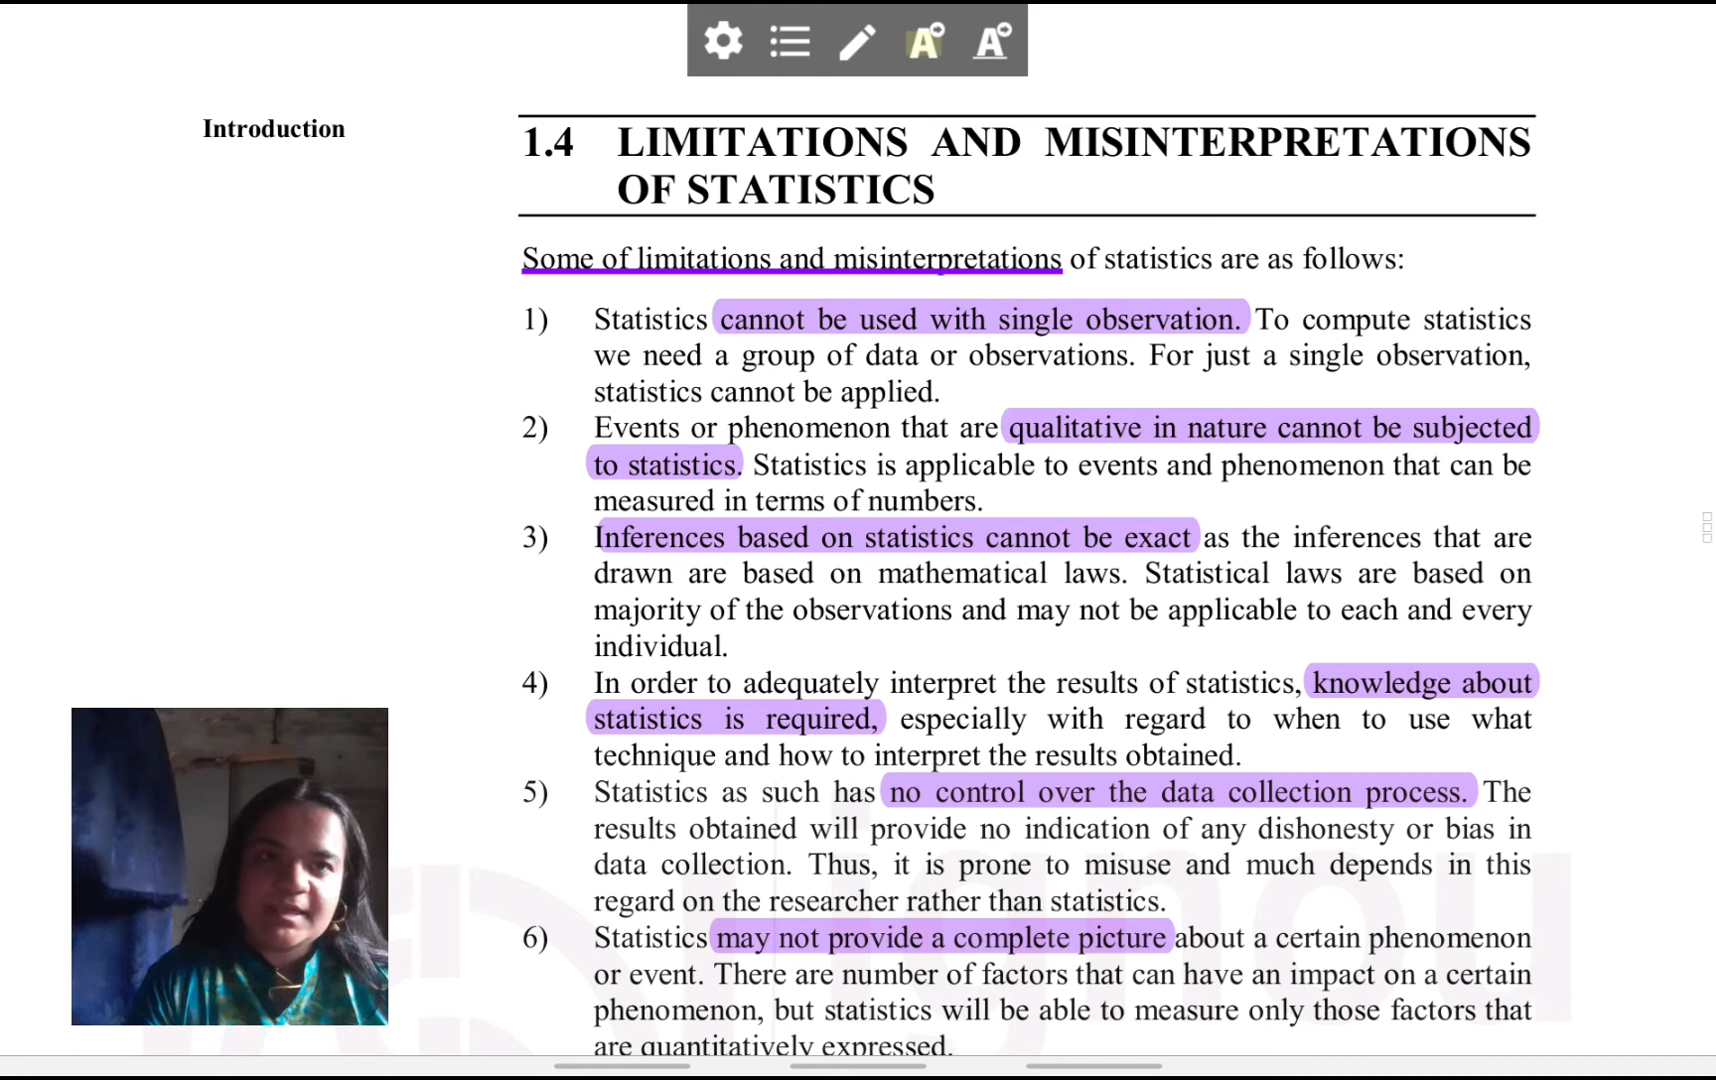 Introduction
1.4 LIMITATIONS AND MISINTERPRETATIONS
OF STATISTICS
Some of limitations and misinterpretations of statistics are as follows:
1) Statistics cannot be used with single observation. To compute statistics
we need a group of data or observations. For just a single observation,
statistics cannot be applied.
2) Events or phenomenon that are qualitative in nature cannot be subjected
to statistics. Statistics is applicable to events and phenomenon that can be
measured in terms of numbers.
3) Inferences based on statistics cannot be exact as the inferences that are
drawn are based on mathematical laws. Statistical laws are based on
majority of the observations and may not be applicable to each and every
individual.
4) In order to adequately interpret the results of statistics, knowledge about
statistics is required, especially with regard to when to use what
technique and how to interpret the results obtained.
5) Statistics as such has no control over the data collection process. The
results obtained will provide no indication of any dishonesty or bias in
data collection. Thus, it is prone to misuse and much depends in this
regard on the researcher rather than statistics.
6) Statistics may not provide a complete picture about a certain phenomenon
or event. There are number of factors that can have an impact on a certain
phenomenon, but statistics will be able to measure only those factors that
are quantitatively expressed.
ignou